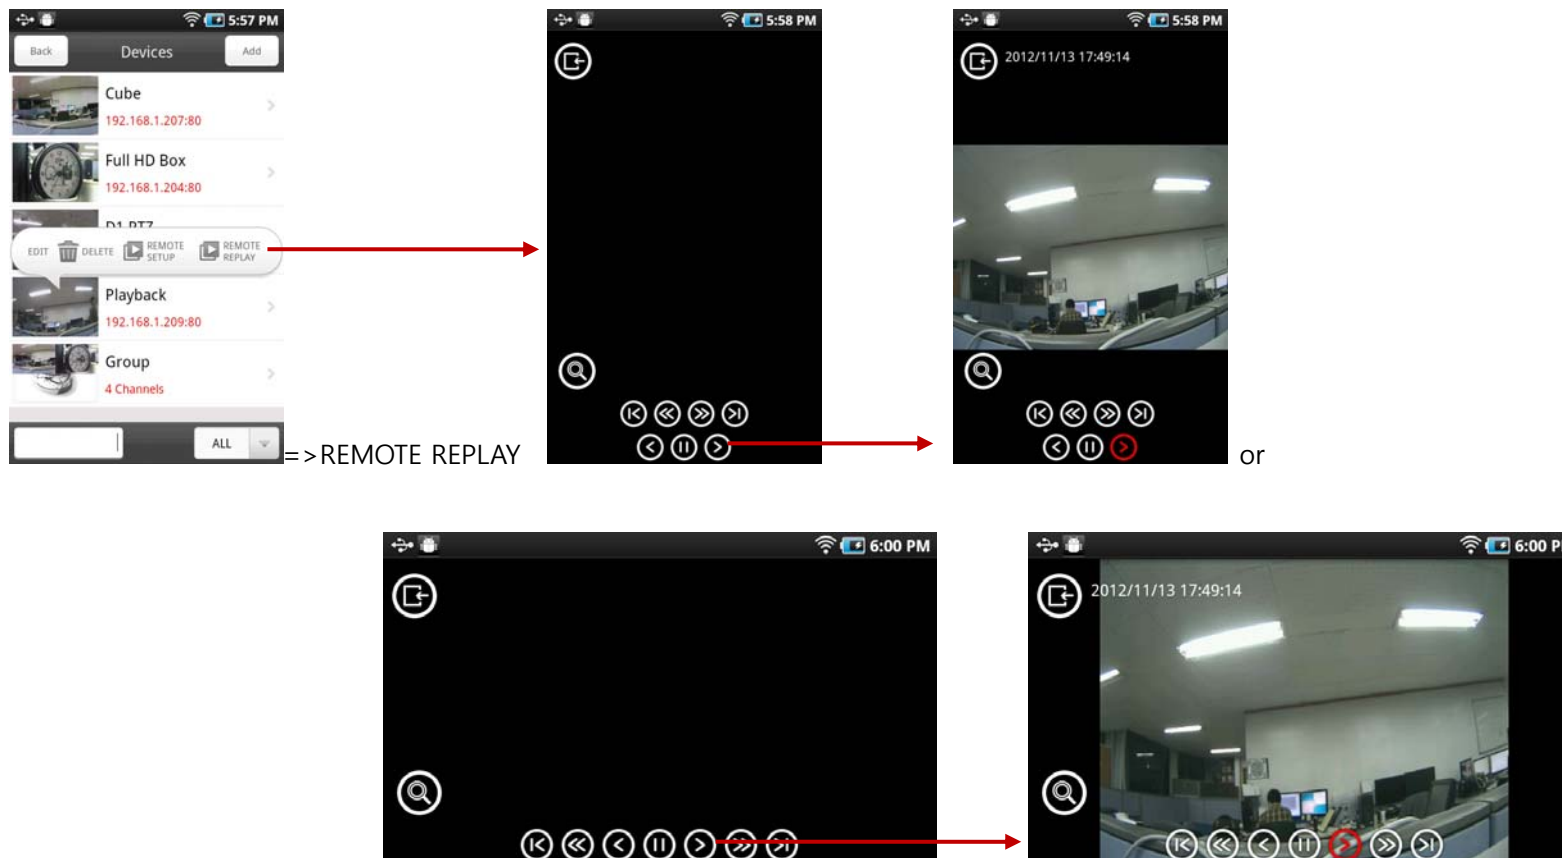 5:57 PM
Back Devices Add
Cube
192.168.1.207:80
Full HD Box
192.168.1.204:80
D1 PTZ
EDIT DELETE REMOTE SETUP REMOTE REPLAY
Playback
192.168.1.209:80
Group
4 Channels
ALL
=>REMOTE REPLAY
5:58 PM
5:58 PM
2012/11/13 17:49:14
or
6:00 PM
6:00 P
2012/11/13 17:49:14